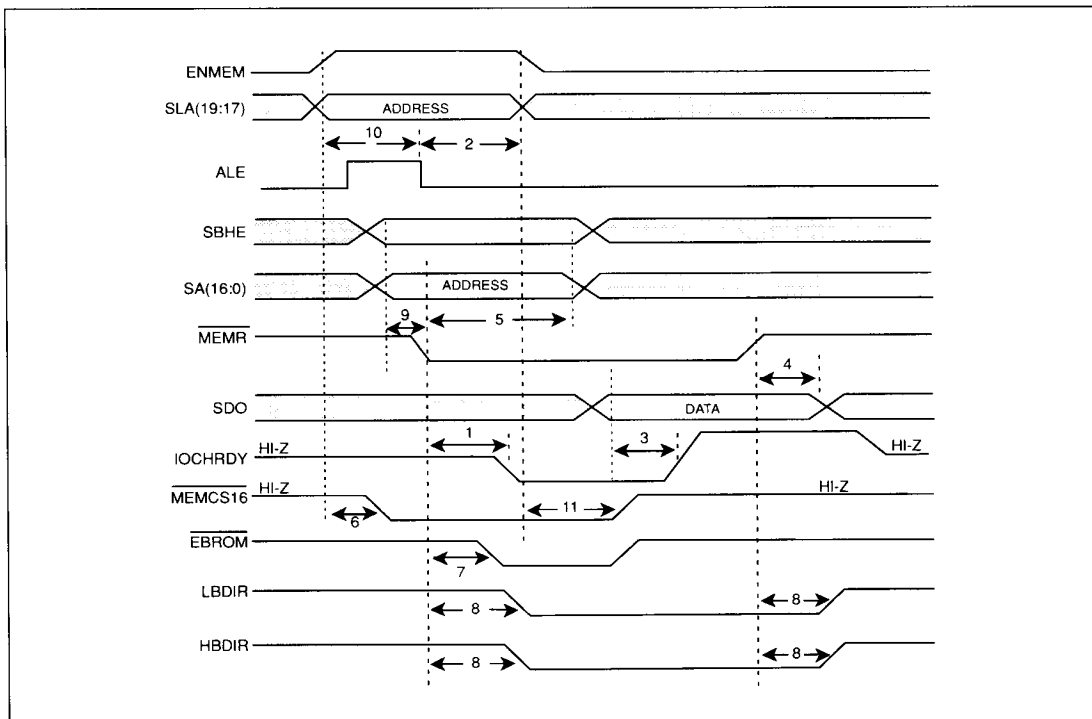 ENMEM
SLA(19:17) ADDRESS
10 2
ALE
SBHE
SA(16:0) ADDRESS
9 5
MEMR
4
SDO DATA
1 3
IOCHRDY HI-Z HI-Z
MEMCS16 HI-Z HI-Z
6 11
EBROM
7
LBDIR 8 8
HBDIR 8 8